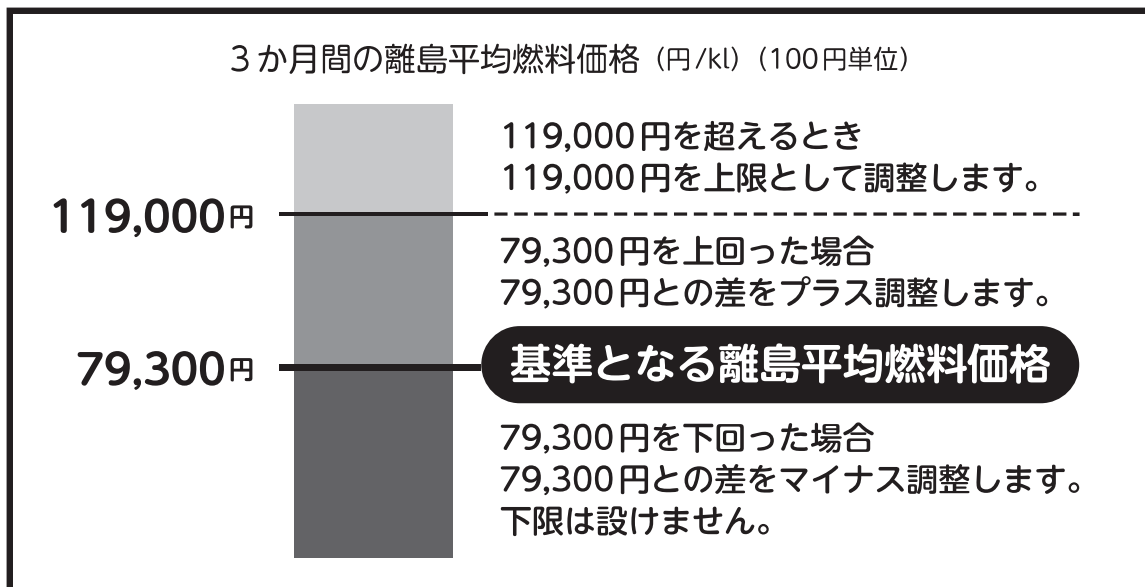 3か月間の離島平均燃料価格（円/kl）（100円単位）
119,000円を超えるとき
119,000円を上限として調整します。
119,000円
79,300円を上回った場合
79,300円との差をプラス調整します。
79,300円
基準となる離島平均燃料価格
79,300円を下回った場合
79,300円との差をマイナス調整します。
下限は設けません。